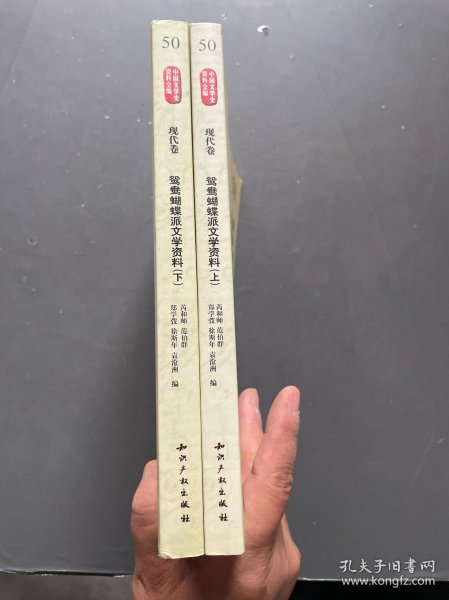 50
中国文学史
资料全编
现代卷
鸳鸯蝴蝶派文学资料(下)
芮和师 范伯群
郑学弢 徐斯年 袁沧洲 编
知识产权出版社
50
中国文学史
资料全编
现代卷
鸳鸯蝴蝶派文学资料(上)
芮和师 范伯群
郑学弢 徐斯年 袁沧洲 编
知识产权出版社
孔夫子旧书网
www.kongfz.com